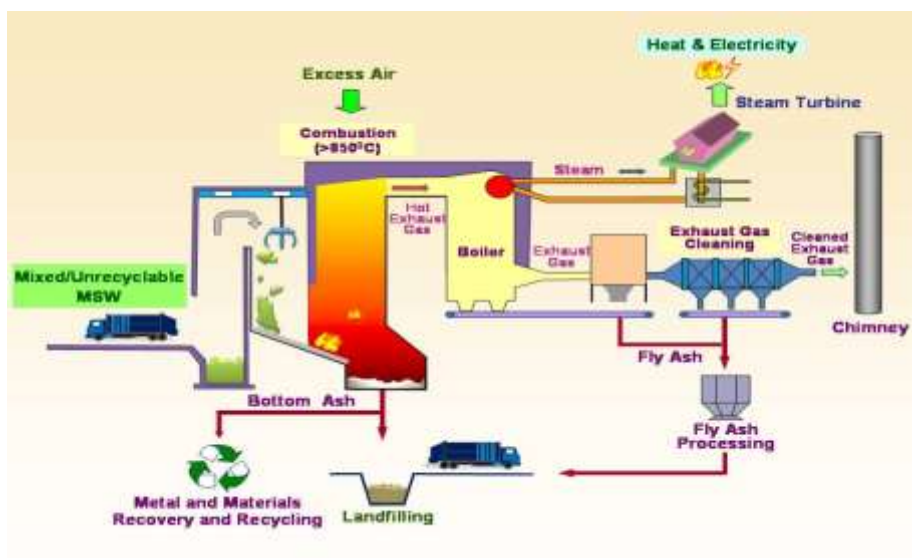 Heat & Electricity
Excess Air
Steam Turbine
Combustion
(>850°C)
Steam
Hot
Exhaust
Gas
Boiler
Exhaust
Gas
Exhaust Gas
Cleaning
Cleaned
Exhaust
Gas
Mixed/Unrecyclable
MSW
Chimney
Fly Ash
Bottom Ash
Fly Ash
Processing
Metal and Materials
Recovery and Recycling
Landfilling